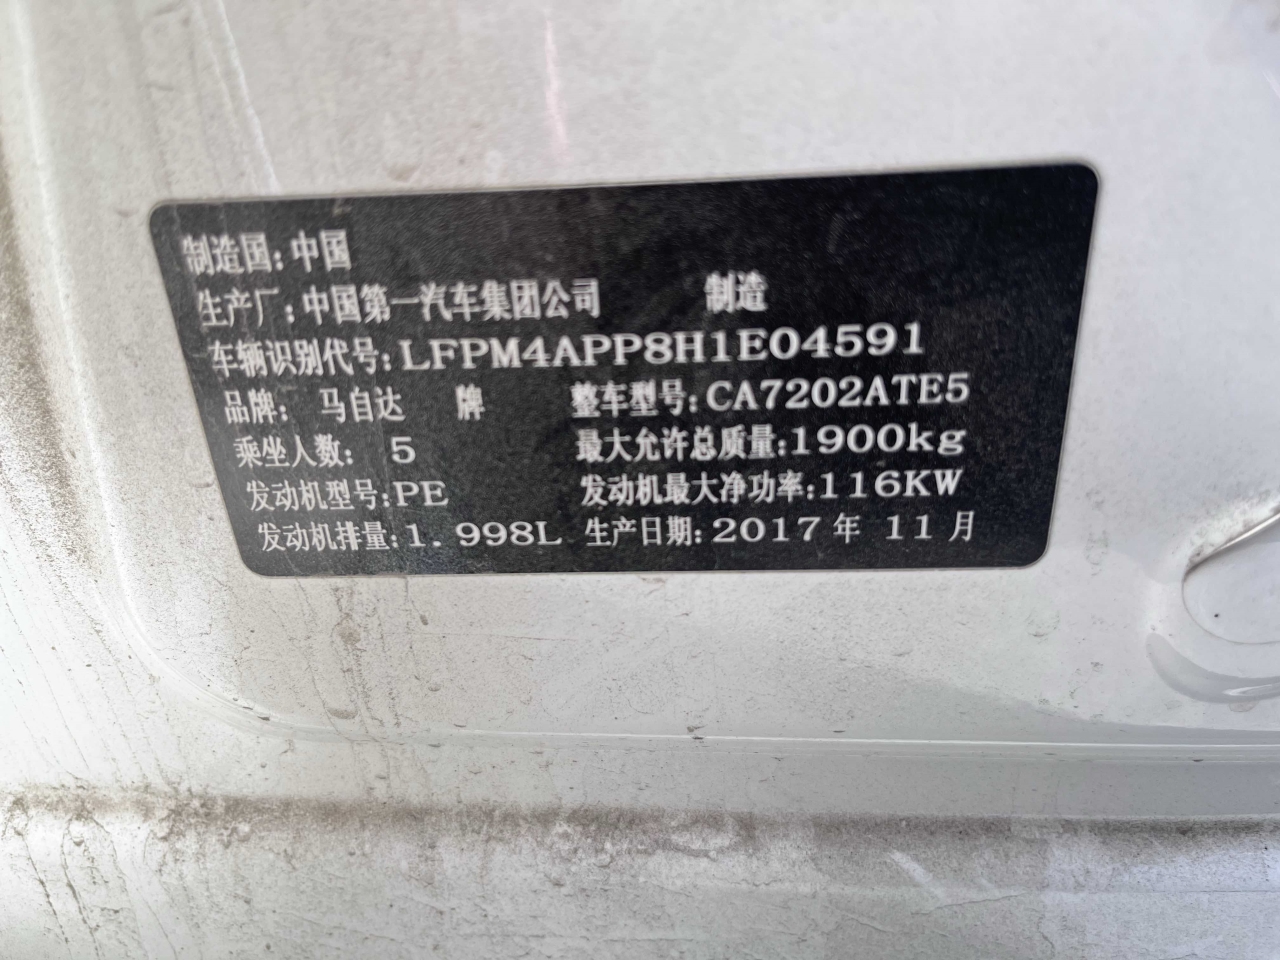 制造国:中国
生产厂:中国第一汽车集团公司 制造
车辆识别代号:LFPM4APP8H1E04591
品牌: 马自达 牌 整车型号:CA7202ATE5
乘坐人数: 5 最大允许总质量:1900kg
发动机型号:PE 发动机最大净功率:116KW
发动机排量:1.998L 生产日期:2017年 11月